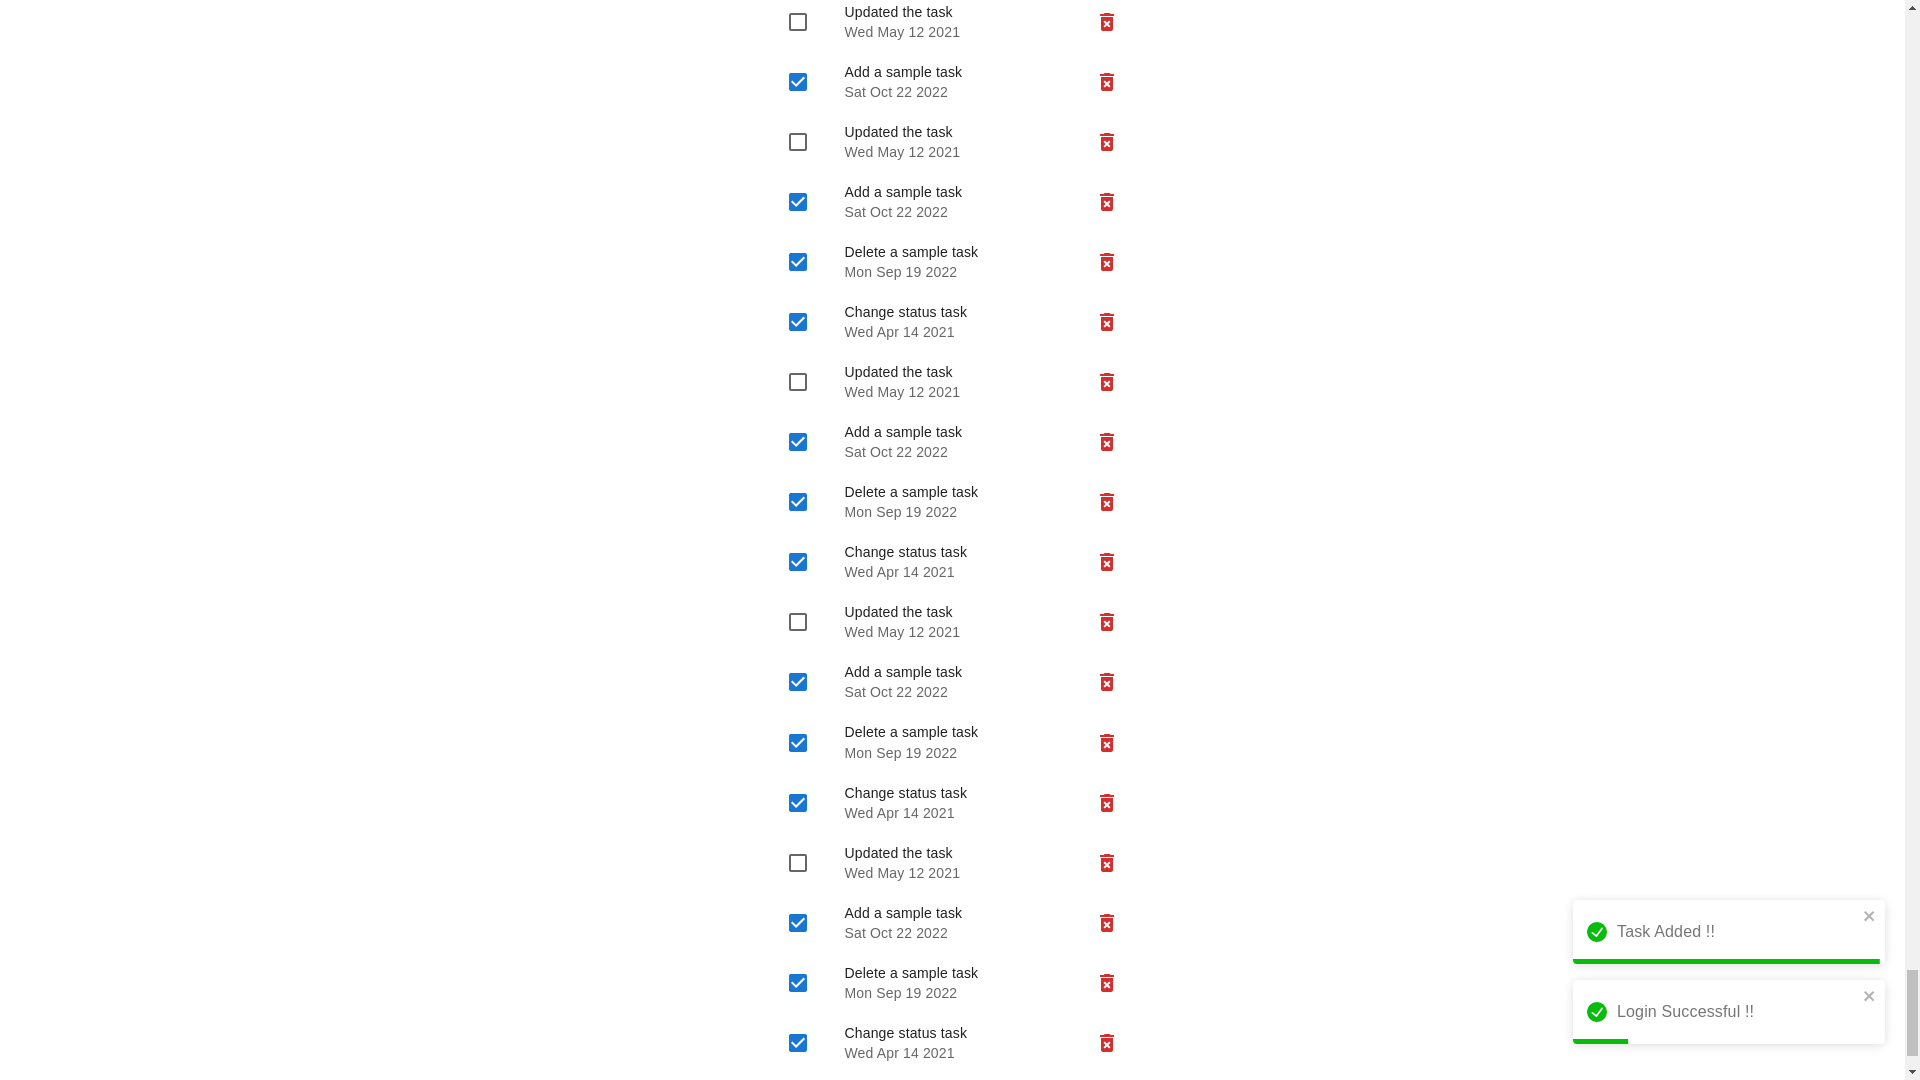 Updated the task
Wed May 12 2021
Add a sample task
Sat Oct 22 2022
Updated the task
Wed May 12 2021
Add a sample task
Sat Oct 22 2022
Delete a sample task
Mon Sep 19 2022
Change status task
Wed Apr 14 2021
Updated the task
Wed May 12 2021
Add a sample task
Sat Oct 22 2022
Delete a sample task
Mon Sep 19 2022
Change status task
Wed Apr 14 2021
Updated the task
Wed May 12 2021
Add a sample task
Sat Oct 22 2022
Delete a sample task
Mon Sep 19 2022
Change status task
Wed Apr 14 2021
Updated the task
Wed May 12 2021
Add a sample task
Sat Oct 22 2022
Delete a sample task
Mon Sep 19 2022
Change status task
Wed Apr 14 2021
Task Added !!
Login Successful !!